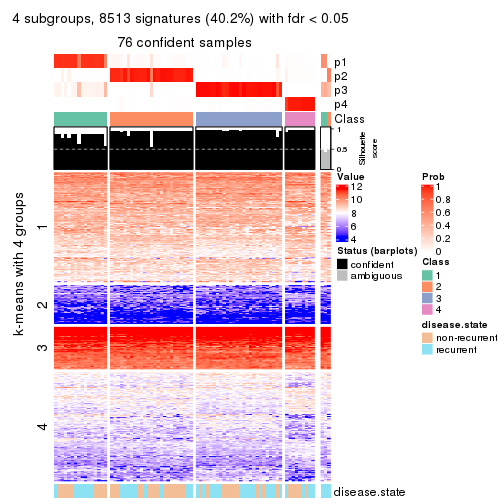 4 subgroups, 8513 signatures (40.2%) with fdr < 0.05
76 confident samples
p1
p2
p3
p4
Class
1
0.5
0
Silhouette
score
k-means with 4 groups
1
2
3
4
Value
12
10
8
6
4
Status (barplots)
confident
ambiguous
Prob
1
0.8
0.6
0.4
0.2
0
Class
1
2
3
4
disease.state
non-recurrent
recurrent
disease.state